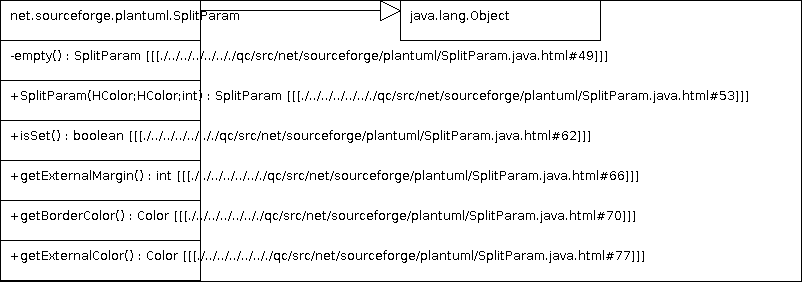 net.sourceforge.plantuml.SplitParam
java.lang.Object
-empty() : SplitParam [[[./../../../../../qc/src/net/sourceforge/plantuml/SplitParam.java.html#49]]]
+SplitParam(HColor;HColor;int) : SplitParam [[[./../../../../../qc/src/net/sourceforge/plantuml/SplitParam.java.html#53]]]
+isSet() : boolean [[[./../../../../../qc/src/net/sourceforge/plantuml/SplitParam.java.html#62]]]
+getExternalMargin() : int [[[./../../../../../qc/src/net/sourceforge/plantuml/SplitParam.java.html#66]]]
+getBorderColor() : Color [[[./../../../../../qc/src/net/sourceforge/plantuml/SplitParam.java.html#70]]]
+getExternalColor() : Color [[[./../../../../../qc/src/net/sourceforge/plantuml/SplitParam.java.html#77]]]